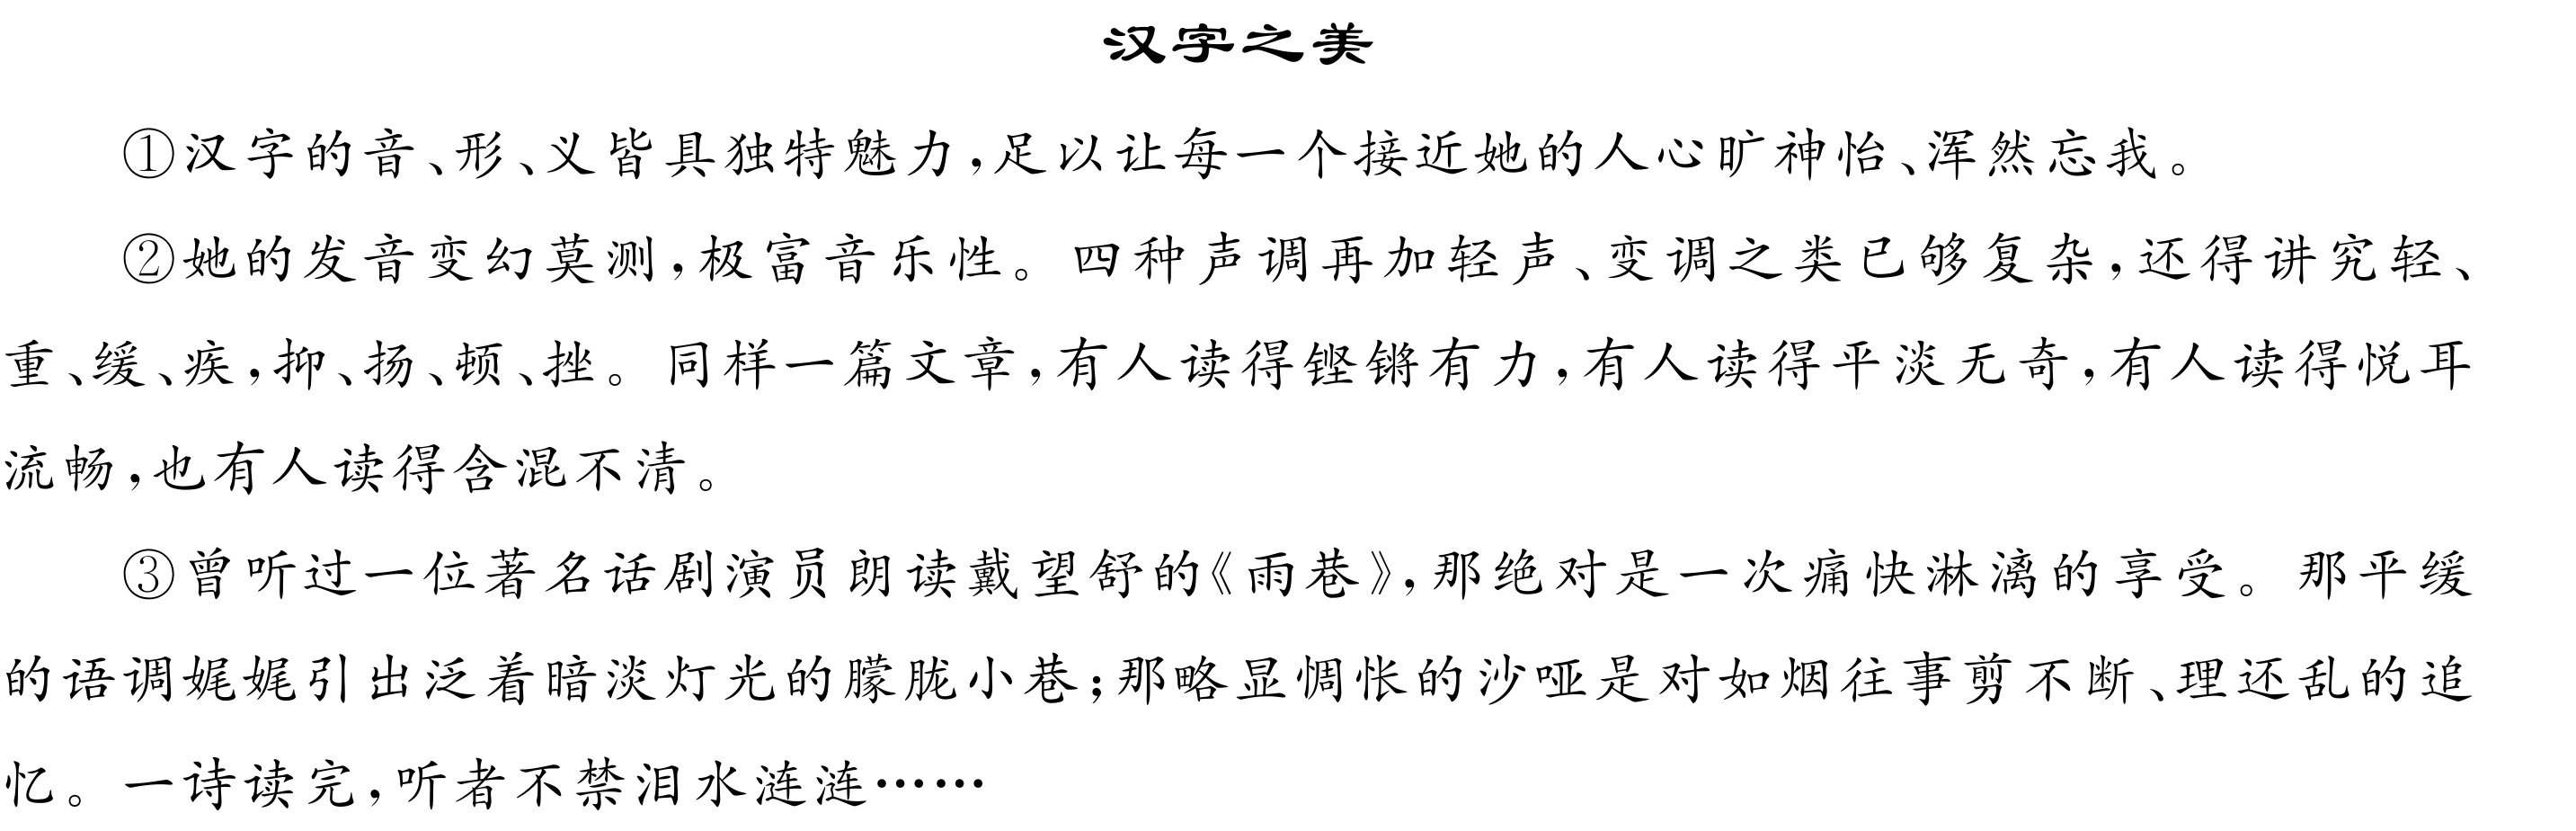 汉字之美
①汉字的音、形、义皆具独特魅力,足以让每一个接近她的人心旷神怡、浑然忘我。
②她的发音变幻莫测,极富音乐性。四种声调再加轻声、变调之类已够复杂,还得讲究轻、
重、缓、疾,抑、扬、顿、挫。同样一篇文章,有人读得铿锵有力,有人读得平淡无奇,有人读得悦耳
流畅,也有人读得含混不清。
③曾听过一位著名话剧演员朗读戴望舒的《雨巷》,那绝对是一次痛快淋漓的享受。那平缓
的语调娓娓引出泛着暗淡灯光的朦胧小巷;那略显惆怅的沙哑是对如烟往事剪不断、理还乱的追
忆。一诗读完,听者不禁泪水涟涟……